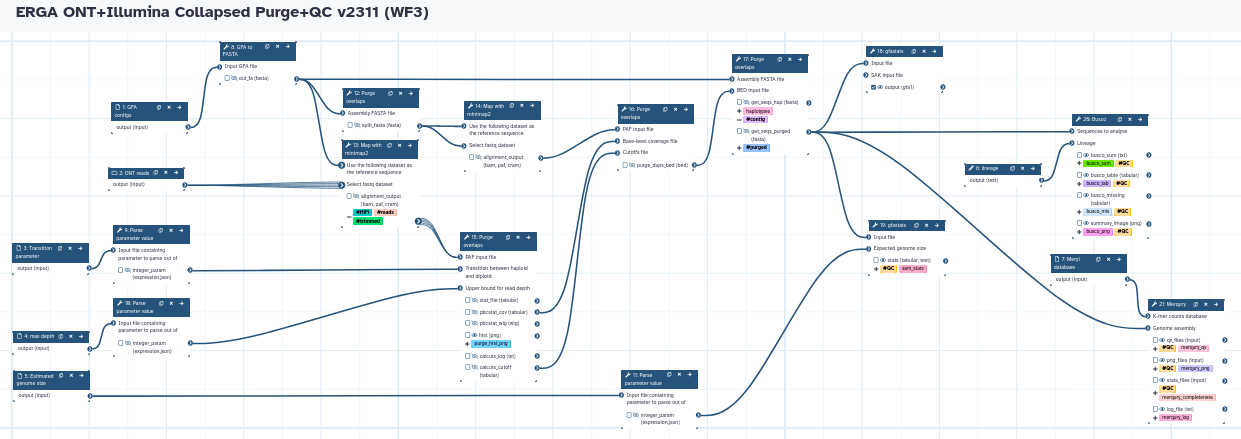 ERGA ONT+Illumina Collapsed Purge+QC v2311 (WF3)
8: GFA to
FASTA
Input GFA file
out_fa (fasta)
1: GFA
contigs
output (input)
2: ONT reads
output (input)
3: Transition
parameter
output (input)
9: Parse
parameter value
Input file containing
parameter to parse out of
integer_param
(expression.json)
4: max depth
output (input)
10: Parse
parameter value
Input file containing
parameter to parse out of
integer_param
(expression.json)
5: Estimated
genome size
output (input)
12: Purge
overlaps
Assembly FASTA file
split_fasta (fasta)
13: Map with
minimap2
Use the following dataset as
the reference sequence
Select fastq dataset
alignment_output
(bam, paf, cram)
#HiFi #reads
#trimmed
14: Map with
minimap2
Use the following dataset as
the reference sequence
Select fastq dataset
alignment_output
(bam, paf, cram)
15: Purge
overlaps
PAF input file
Transition between haploid
and diploid
Upper bound for read depth
stat_file (tabular)
pbcstat_cov (tabular)
pbcstat_wig (wig)
hist (png)
purge_hist_png
calcuts_log (txt)
calcuts_cutoff
(tabular)
16: Purge
overlaps
PAF input file
Base-level coverage file
Cutoffs file
purge_dups_bed (bed)
11: Parse
parameter value
Input file containing
parameter to parse out of
integer_param
(expression.json)
17: Purge
overlaps
Assembly FASTA file
BED input file
get_seqs_hap (fasta)
haplotypes
#contig
get_seqs_purged
(fasta)
#purged
18: gfastats
Input file
SAK input file
output (gfa1)
19: gfastats
Input file
Expected genome size
stats (tabular, text)
#QC asm_stats
6: lineage
output (text)
20: Busco
Sequences to analyse
Lineage
busco_sum (txt)
busco_sum #QC
busco_table (tabular)
busco_tab #QC
busco_missing
(tabular)
busco_mis #QC
summary_image (png)
busco_png #QC
7: Meryl
database
output (input)
21: Merqury
K-mer counts database
Genome assembly
qv_files (input)
#QC merqury_qv
png_files (input)
#QC merqury_png
stats_files (input)
#QC
merqury_completeness
log_file (txt)
merqury_log